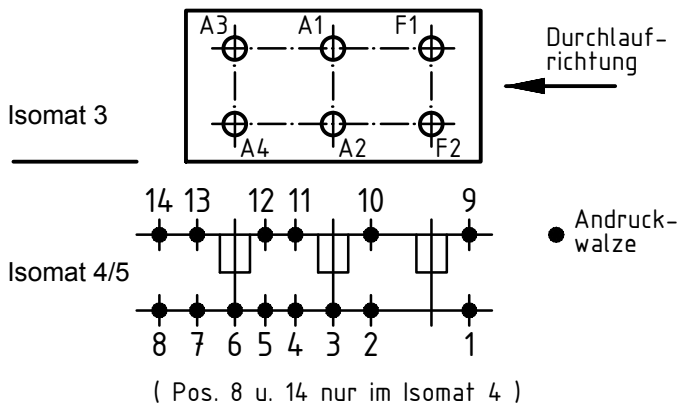 A3 A1 F1
Durchlauf-
richtung
Isomat 3
A4 A2 F2
14 13 12 11 10 9
Andruck-
walze
Isomat 4/5
8 7 6 5 4 3 2 1
( Pos. 8 u. 14 nur im Isomat 4 )